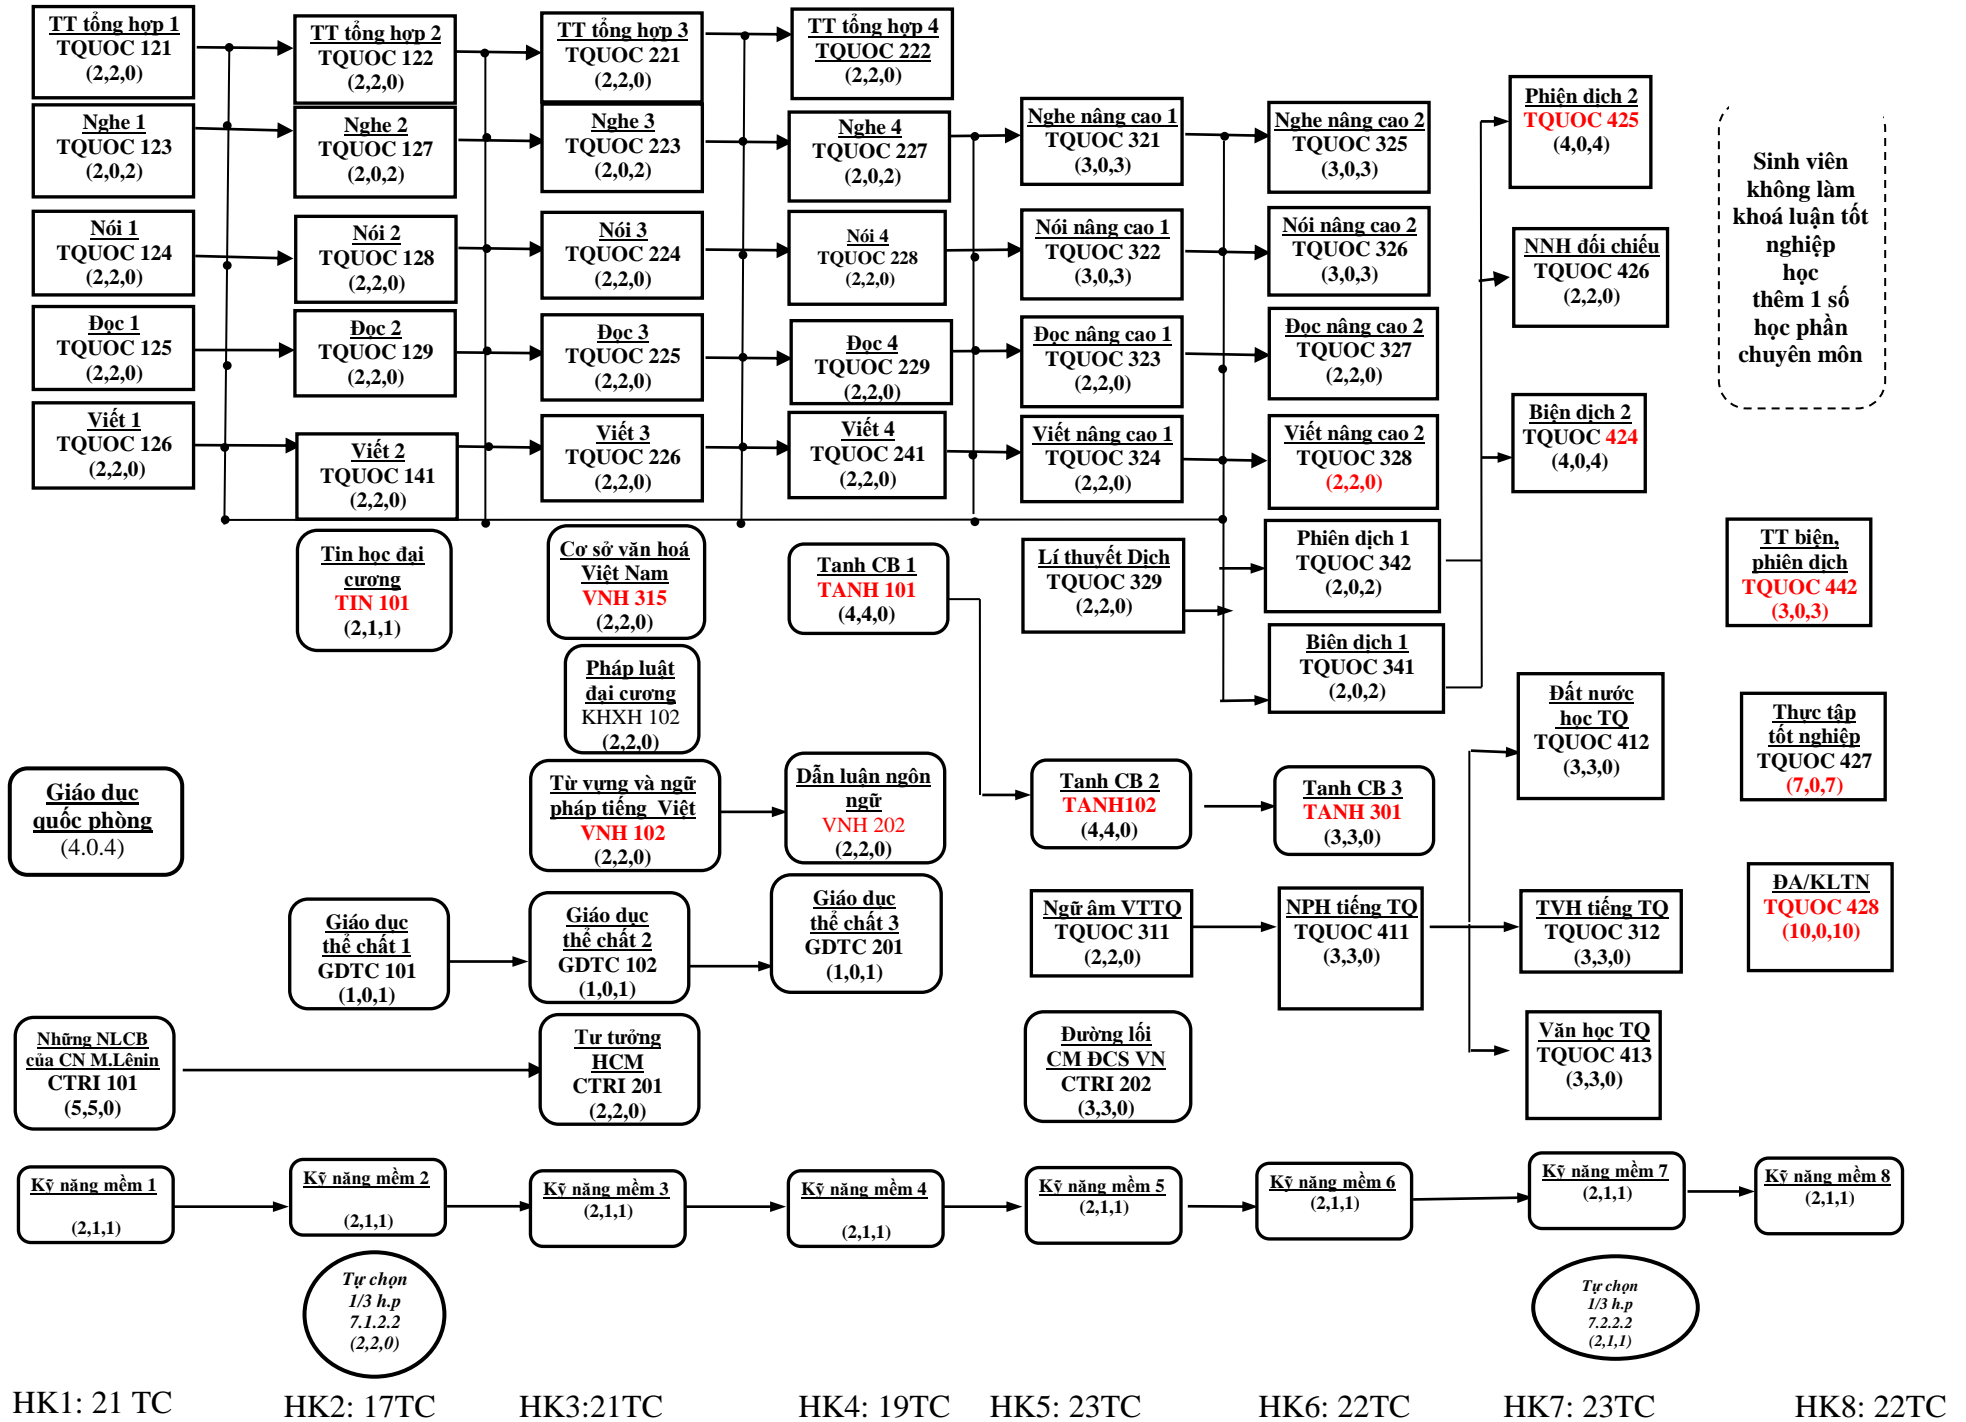 TT tổng hợp 1
TQUOC 121
(2,2,0)
TT tổng hợp 2
TQUOC 122
(2,2,0)
TT tổng hợp 3
TQUOC 221
(2,2,0)
TT tổng hợp 4
TQUOC 222
(2,2,0)
Nghe 1
TQUOC 123
(2,0,2)
Nghe 2
TQUOC 127
(2,0,2)
Nghe 3
TQUOC 223
(2,0,2)
Nghe 4
TQUOC 227
(2,0,2)
Nghe nâng cao 1
TQUOC 321
(3,0,3)
Nghe nâng cao 2
TQUOC 325
(3,0,3)
Phiện dịch 2
TQUOC 425
(4,0,4)
Sinh viên
không làm
khoá luận tốt
nghiệp
học
thêm 1 số
học phần
chuyên môn
Nói 1
TQUOC 124
(2,2,0)
Nói 2
TQUOC 128
(2,2,0)
Nói 3
TQUOC 224
(2,2,0)
Nói 4
TQUOC 228
(2,2,0)
Nói nâng cao 1
TQUOC 322
(3,0,3)
Nói nâng cao 2
TQUOC 326
(3,0,3)
NNH đối chiếu
TQUOC 426
(2,2,0)
Đọc 1
TQUOC 125
(2,2,0)
Đọc 2
TQUOC 129
(2,2,0)
Đọc 3
TQUOC 225
(2,2,0)
Đọc 4
TQUOC 229
(2,2,0)
Đọc nâng cao 1
TQUOC 323
(2,2,0)
Đọc nâng cao 2
TQUOC 327
(2,2,0)
Viết 1
TQUOC 126
(2,2,0)
Viết 2
TQUOC 141
(2,2,0)
Viết 3
TQUOC 226
(2,2,0)
Viết 4
TQUOC 241
(2,2,0)
Viết nâng cao 1
TQUOC 324
(2,2,0)
Viết nâng cao 2
TQUOC 328
(2,2,0)
Biện dịch 2
TQUOC 424
(4,0,4)
Tin học đại
cương
TIN 101
(2,1,1)
Cơ sở văn hoá
Việt Nam
VNH 315
(2,2,0)
Tanh CB 1
TANH 101
(4,4,0)
Lí thuyết Dịch
TQUOC 329
(2,2,0)
Phiên dịch 1
TQUOC 342
(2,0,2)
TT biện,
phiên dịch
TQUOC 442
(3,0,3)
Pháp luật
đại cương
KHXH 102
(2,2,0)
Biên dịch 1
TQUOC 341
(2,0,2)
Đất nước
học TQ
TQUOC 412
(3,3,0)
Thực tập
tốt nghiệp
TQUOC 427
(7,0,7)
Giáo dục
quốc phòng
(4.0.4)
Từ vựng và ngữ
pháp tiếng Việt
VNH 102
(2,2,0)
Dẫn luận ngôn
ngữ
VNH 202
(2,2,0)
Tanh CB 2
TANH102
(4,4,0)
Tanh CB 3
TANH 301
(3,3,0)
Giáo dục
thể chất 1
GDTC 101
(1,0,1)
Giáo dục
thể chất 2
GDTC 102
(1,0,1)
Giáo dục
thể chất 3
GDTC 201
(1,0,1)
Ngữ âm VTTQ
TQUOC 311
(2,2,0)
NPH tiếng TQ
TQUOC 411
(3,3,0)
TVH tiếng TQ
TQUOC 312
(3,3,0)
ĐA/KLTN
TQUOC 428
(10,0,10)
Những NLCB
của CN M.Lênin
CTRI 101
(5,5,0)
Tư tưởng
HCM
CTRI 201
(2,2,0)
Đường lối
CM ĐCS VN
CTRI 202
(3,3,0)
Văn học TQ
TQUOC 413
(3,3,0)
Kỹ năng mềm 1
(2,1,1)
Kỹ năng mềm 2
(2,1,1)
Kỹ năng mềm 3
(2,1,1)
Kỹ năng mềm 4
(2,1,1)
Kỹ năng mềm 5
(2,1,1)
Kỹ năng mềm 6
(2,1,1)
Kỹ năng mềm 7
(2,1,1)
Kỹ năng mềm 8
(2,1,1)
Tự chọn
1/3 h.p
7.1.2.2
(2,2,0)
Tự chọn
1/3 h.p
7.2.2.2
(2,1,1)
HK1: 21 TC
HK2: 17TC
HK3:21TC
HK4: 19TC
HK5: 23TC
HK6: 22TC
HK7: 23TC
HK8: 22TC